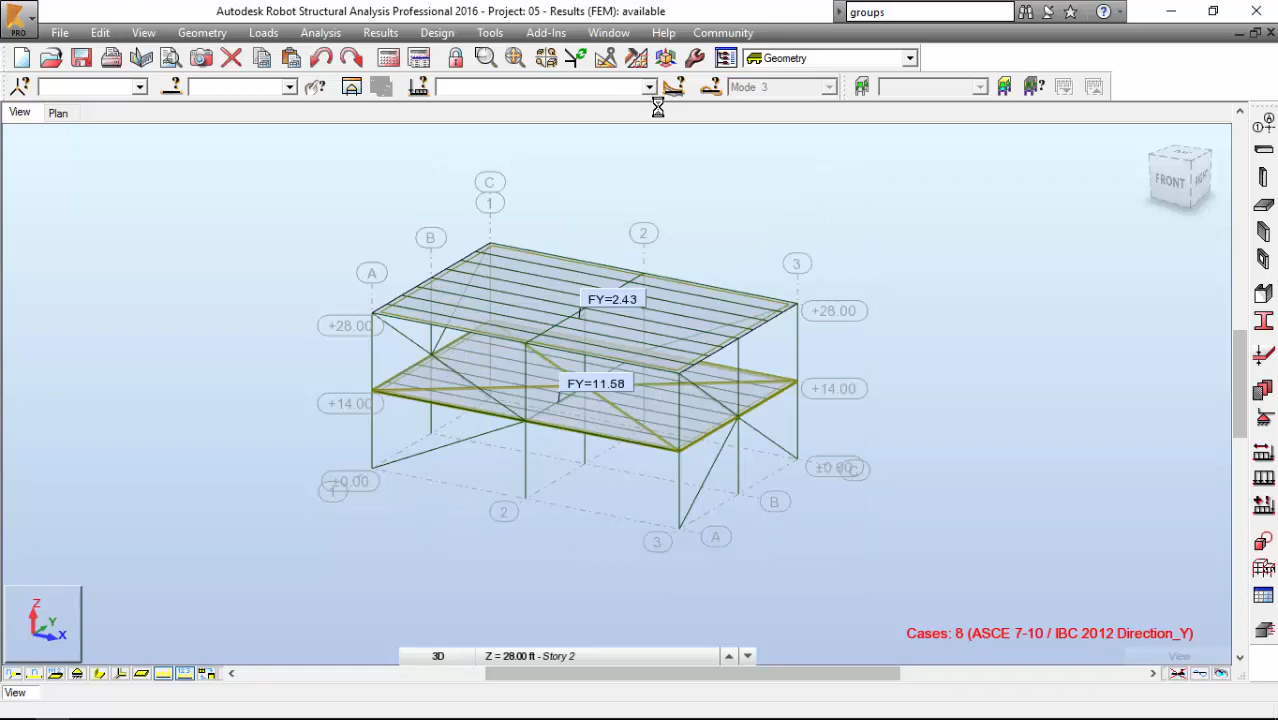 Autodesk Robot Structural Analysis Professional 2016 - Project: 05 - Results (FEM): available
groups
PRO
File Edit View Geometry Loads Analysis Results Design Tools Add-Ins Window Help Community
Geometry
Mode 3
View Plan
FRONT RIGHT
C
1
B 2
A 3
FY=2.43
+28.00 +28.00
FY=11.58
+14.00 +14.00
±0.00 ±0.00 C
1
2 B
3 A
Z
Y
X
Cases: 8 (ASCE 7-10 / IBC 2012 Direction_Y)
3D Z = 28.00 ft - Story 2 View
View